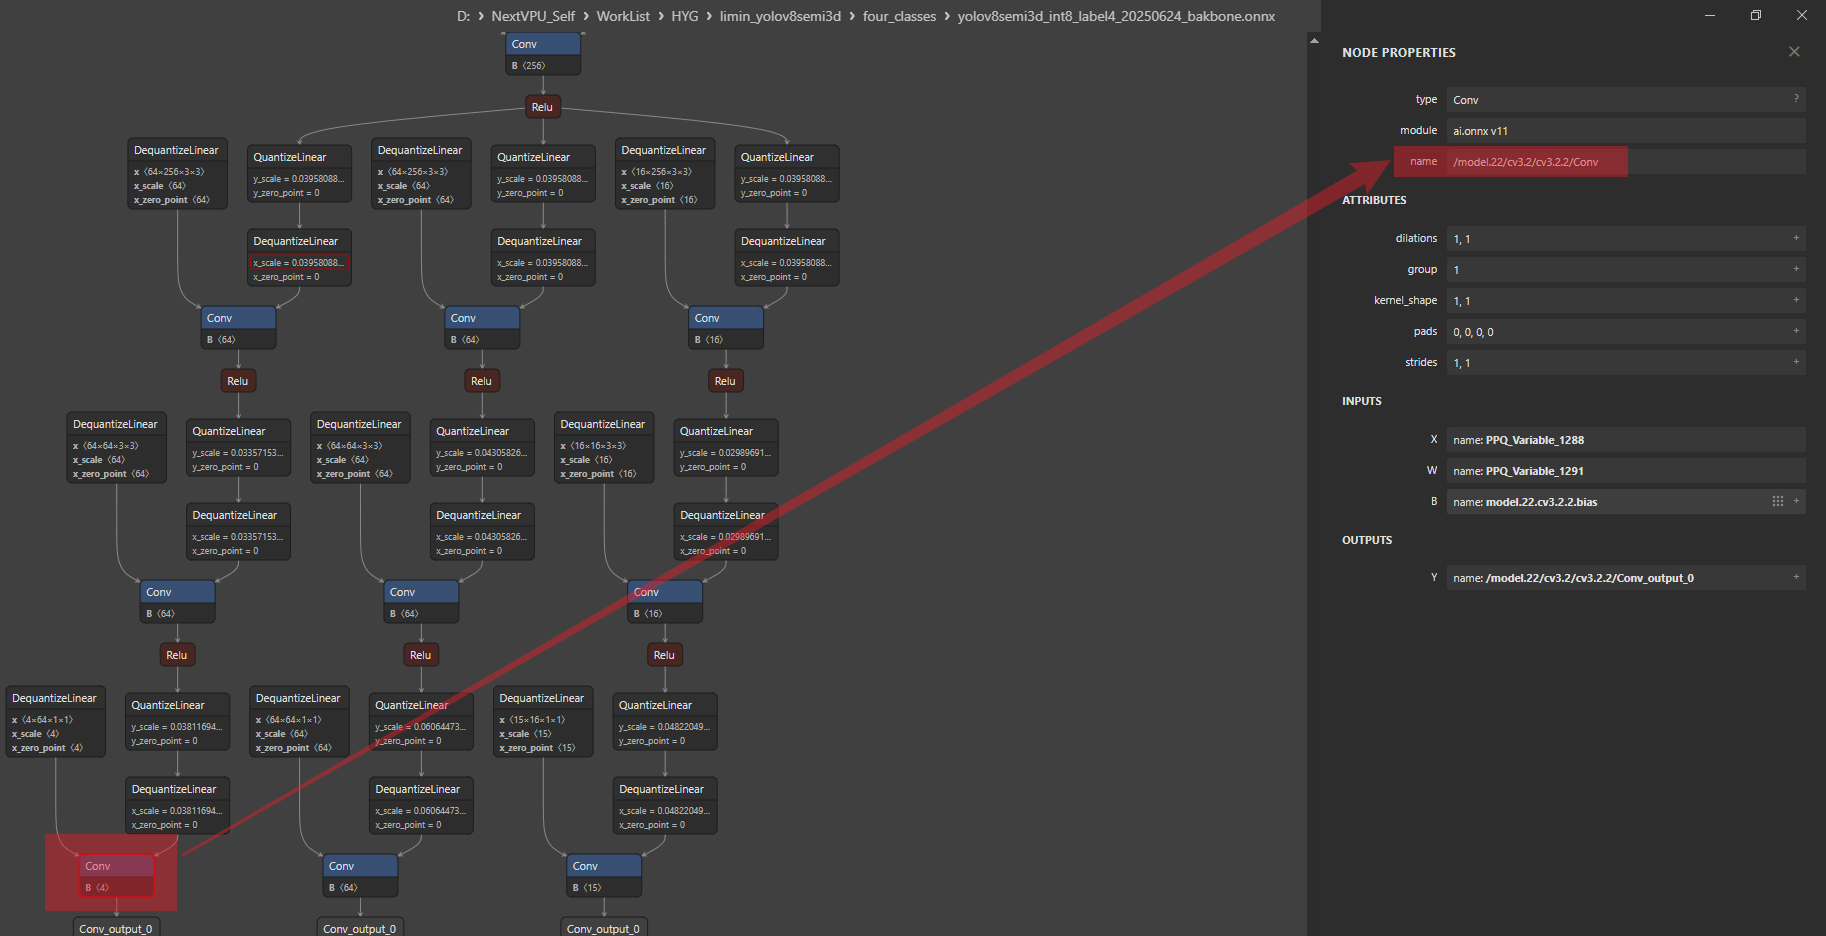 D: > NextVPU_Self > WorkList > HYG > limin_yolov8semi3d > four_classes > yolov8semi3d_int8_label4_20250624_bakbone.onnx
Conv
B ⟨256⟩
Relu
DequantizeLinear
x ⟨64×256×3×3⟩
x_scale ⟨64⟩
x_zero_point ⟨64⟩
QuantizeLinear
y_scale = 0.03958088...
y_zero_point = 0
DequantizeLinear
x ⟨64×256×3×3⟩
x_scale ⟨64⟩
x_zero_point ⟨64⟩
QuantizeLinear
y_scale = 0.03958088...
y_zero_point = 0
DequantizeLinear
x ⟨16×256×3×3⟩
x_scale ⟨16⟩
x_zero_point ⟨16⟩
QuantizeLinear
y_scale = 0.03958088...
y_zero_point = 0
DequantizeLinear
x_scale = 0.03958088...
x_zero_point = 0
DequantizeLinear
x_scale = 0.03958088...
x_zero_point = 0
DequantizeLinear
x_scale = 0.03958088...
x_zero_point = 0
Conv
B ⟨64⟩
Conv
B ⟨64⟩
Conv
B ⟨16⟩
Relu
Relu
Relu
DequantizeLinear
x ⟨64×64×3×3⟩
x_scale ⟨64⟩
x_zero_point ⟨64⟩
QuantizeLinear
y_scale = 0.03357153...
y_zero_point = 0
DequantizeLinear
x ⟨64×64×3×3⟩
x_scale ⟨64⟩
x_zero_point ⟨64⟩
QuantizeLinear
y_scale = 0.04305826...
y_zero_point = 0
DequantizeLinear
x ⟨16×16×3×3⟩
x_scale ⟨16⟩
x_zero_point ⟨16⟩
QuantizeLinear
y_scale = 0.02989691...
y_zero_point = 0
DequantizeLinear
x_scale = 0.03357153...
x_zero_point = 0
DequantizeLinear
x_scale = 0.04305826...
x_zero_point = 0
DequantizeLinear
x_scale = 0.02989691...
x_zero_point = 0
Conv
B ⟨64⟩
Conv
B ⟨64⟩
Conv
B ⟨16⟩
Relu
Relu
Relu
DequantizeLinear
x ⟨4×64×1×1⟩
x_scale ⟨4⟩
x_zero_point ⟨4⟩
QuantizeLinear
y_scale = 0.03811694...
y_zero_point = 0
DequantizeLinear
x ⟨64×64×1×1⟩
x_scale ⟨64⟩
x_zero_point ⟨64⟩
QuantizeLinear
y_scale = 0.06064473...
y_zero_point = 0
DequantizeLinear
x ⟨15×16×1×1⟩
x_scale ⟨15⟩
x_zero_point ⟨15⟩
QuantizeLinear
y_scale = 0.04822049...
y_zero_point = 0
DequantizeLinear
x_scale = 0.03811694...
x_zero_point = 0
DequantizeLinear
x_scale = 0.06064473...
x_zero_point = 0
DequantizeLinear
x_scale = 0.04822049...
x_zero_point = 0
Conv
B ⟨4⟩
Conv
B ⟨64⟩
Conv
B ⟨15⟩
Conv_output_0
Conv_output_0
Conv_output_0
NODE PROPERTIES
type Conv ?
module ai.onnx v11
name /model.22/cv3.2/cv3.2.2/Conv
ATTRIBUTES
dilations 1, 1 +
group 1 +
kernel_shape 1, 1 +
pads 0, 0, 0, 0 +
strides 1, 1 +
INPUTS
X name: PPQ_Variable_1288
W name: PPQ_Variable_1291
B name: model.22.cv3.2.2.bias +
OUTPUTS
Y name: /model.22/cv3.2/cv3.2.2/Conv_output_0 +